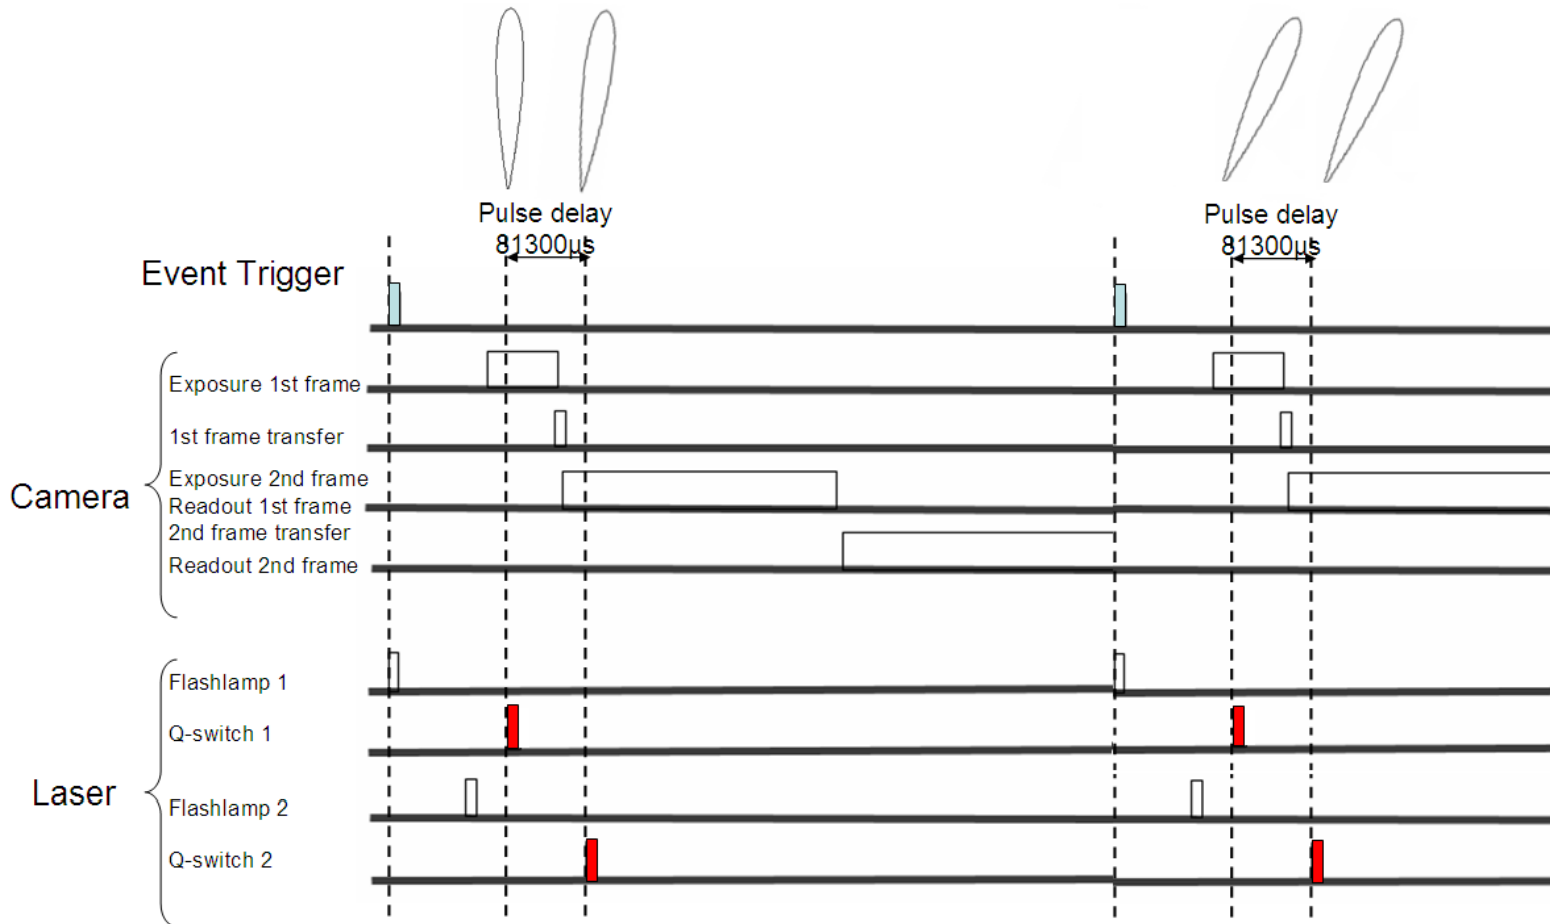 Pulse delay
81300µs
Pulse delay
81300µs
Event Trigger
Camera
Exposure 1st frame
1st frame transfer
Exposure 2nd frame
Readout 1st frame
2nd frame transfer
Readout 2nd frame
Laser
Flashlamp 1
Q-switch 1
Flashlamp 2
Q-switch 2